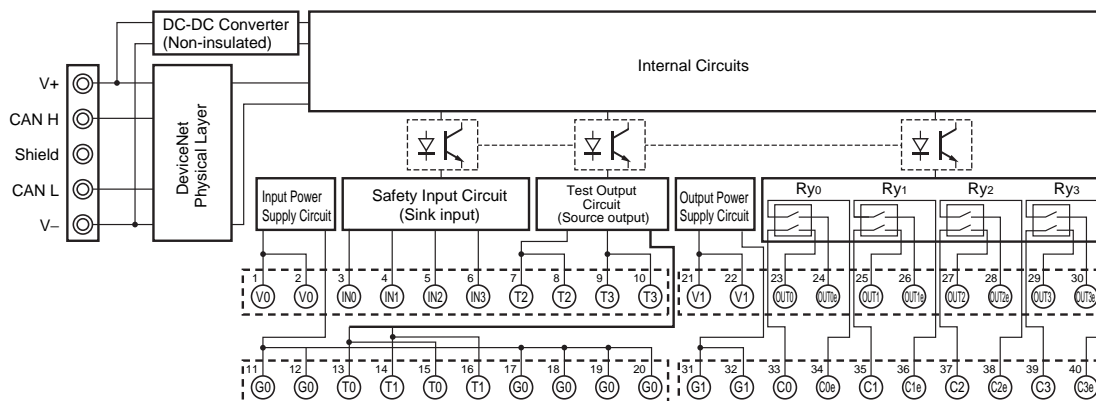 DC-DC Converter
(Non-insulated)
Internal Circuits
V+
CAN H
Shield
CAN L
V–
DeviceNet
Physical Layer
Input Power
Supply Circuit
Safety Input Circuit
(Sink input)
Test Output
Circuit
(Source output)
Output Power
Supply Circuit
Ry0 Ry1 Ry2 Ry3
1 2 3 4 5 6 7 8 9 10 21 22 23 24 25 26 27 28 29 30
V0 V0 IN0 IN1 IN2 IN3 T2 T2 T3 T3 V1 V1 OUT0 OUT0e OUT1 OUT1e OUT2 OUT2e OUT3 OUT3e
11 12 13 14 15 16 17 18 19 20 31 32 33 34 35 36 37 38 39 40
G0 G0 T0 T1 T0 T1 G0 G0 G0 G0 G1 G1 C0 C0e C1 C1e C2 C2e C3 C3e